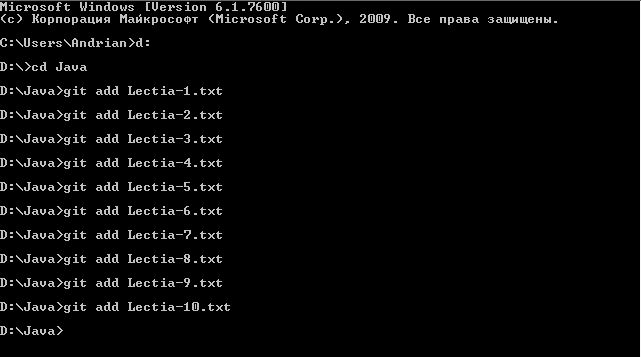 Microsoft Windows [Version 6.1.7600]
(c) Корпорация Майкрософт (Microsoft Corp.), 2009. Все права защищены.
C:\Users\Andrian>d:
D:\>cd Java
D:\Java>git add Lectia-1.txt
D:\Java>git add Lectia-2.txt
D:\Java>git add Lectia-3.txt
D:\Java>git add Lectia-4.txt
D:\Java>git add Lectia-5.txt
D:\Java>git add Lectia-6.txt
D:\Java>git add Lectia-7.txt
D:\Java>git add Lectia-8.txt
D:\Java>git add Lectia-9.txt
D:\Java>git add Lectia-10.txt
D:\Java>